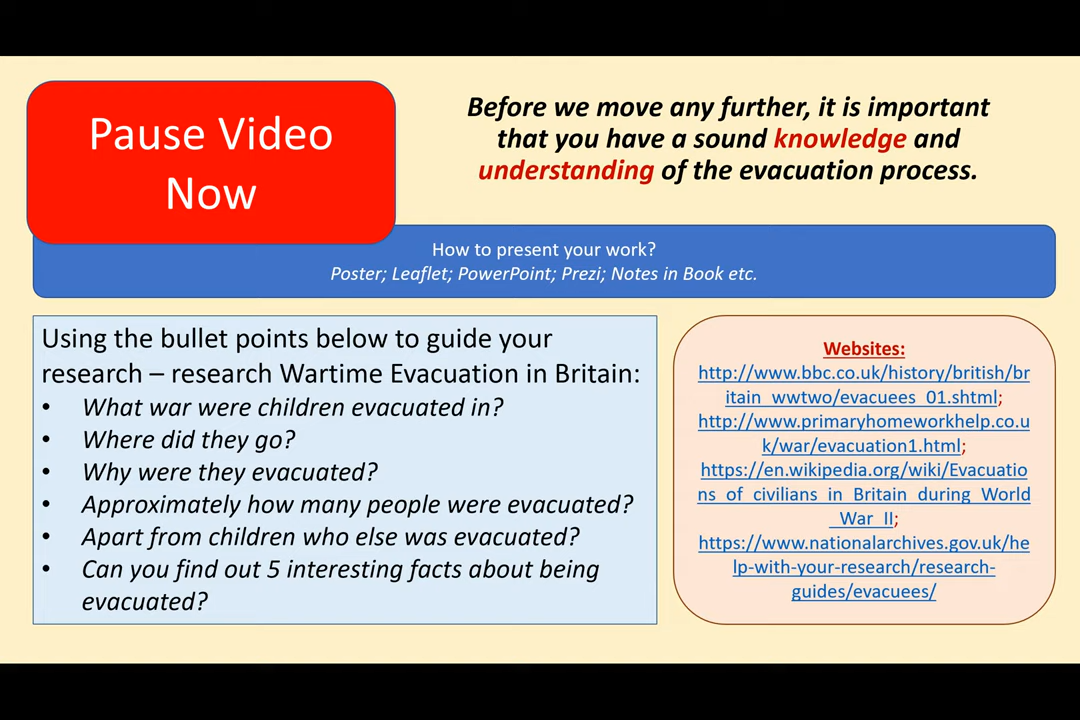 Pause Video
Now
Before we move any further, it is important
that you have a sound knowledge and
understanding of the evacuation process.
How to present your work?
Poster; Leaflet; PowerPoint; Prezi; Notes in Book etc.
Using the bullet points below to guide your
research – research Wartime Evacuation in Britain:
• What war were children evacuated in?
• Where did they go?
• Why were they evacuated?
• Approximately how many people were evacuated?
• Apart from children who else was evacuated?
• Can you find out 5 interesting facts about being
evacuated?
Websites:
http://www.bbc.co.uk/history/british/br
itain_wwtwo/evacuees_01.shtml;
http://www.primaryhomeworkhelp.co.u
k/war/evacuation1.html;
https://en.wikipedia.org/wiki/Evacuatio
ns_of_civilians_in_Britain_during_World
_War_II;
https://www.nationalarchives.gov.uk/he
lp-with-your-research/research-
guides/evacuees/